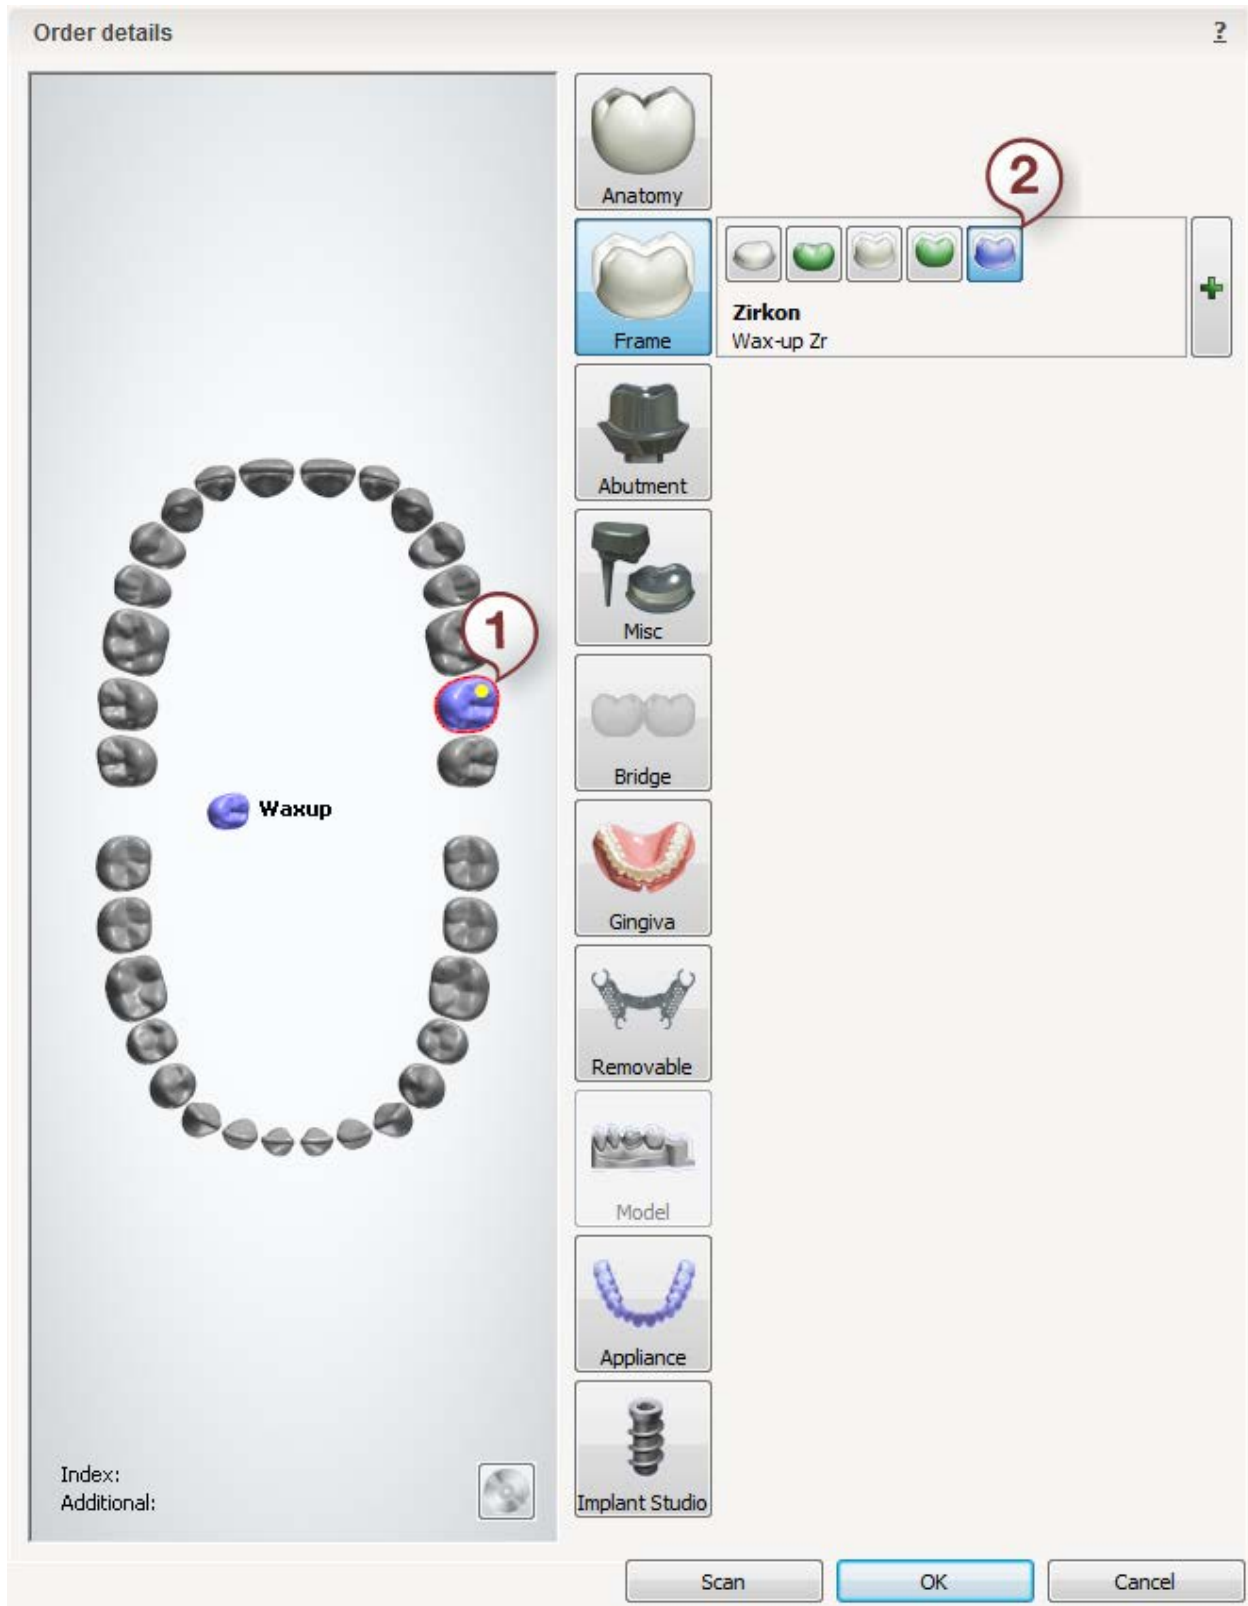 Order details
?
Anatomy
2
Frame
Zirkon
Wax-up Zr
Abutment
1
Misc
Bridge
Waxup
Gingiva
Removable
Model
Appliance
Index:
Additional:
Implant Studio
Scan
OK
Cancel